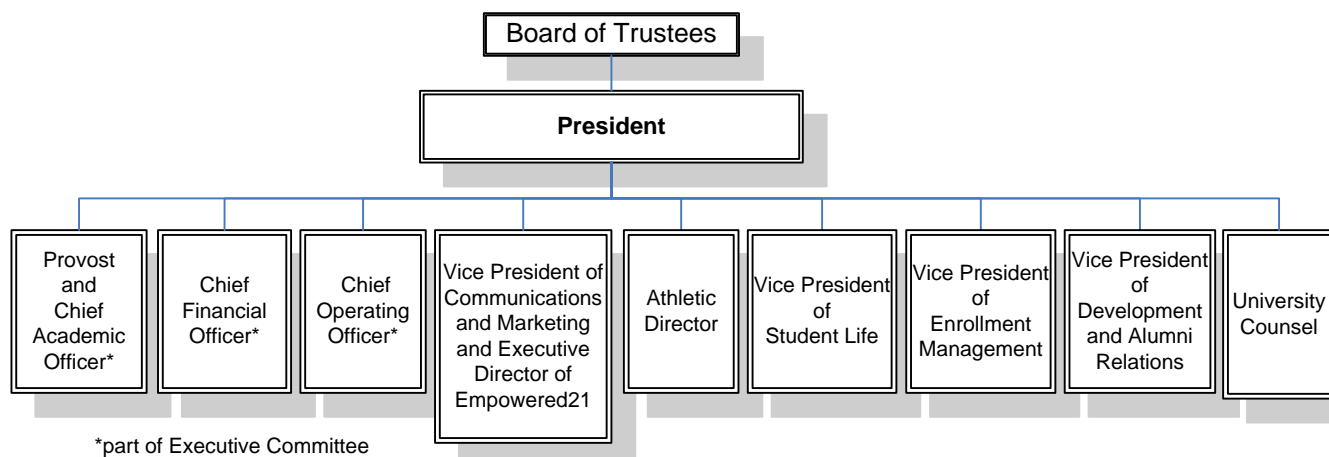 Board of Trustees
President
Provost
and
Chief
Academic
Officer*
Chief
Financial
Officer*
Chief
Operating
Officer*
Vice President of
Communications
and Marketing
and Executive
Director of
Empowered21
Athletic
Director
Vice President
of
Student Life
Vice President
of
Enrollment
Management
Vice President
of
Development
and Alumni
Relations
University
Counsel
*part of Executive Committee